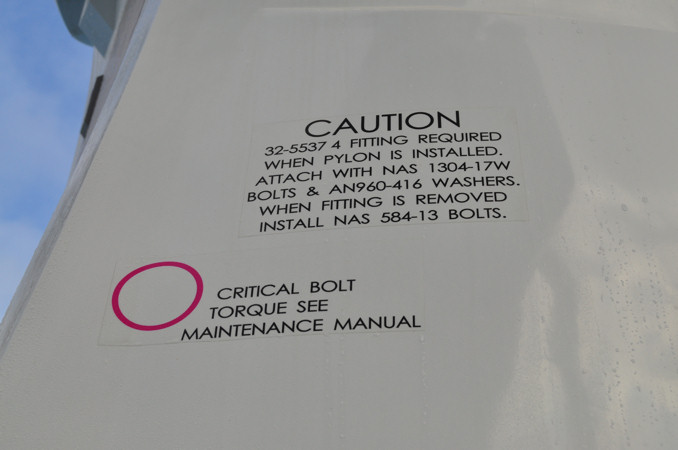 CAUTION
32-5537 4 FITTING REQUIRED
WHEN PYLON IS INSTALLED.
ATTACH WITH NAS 1304-17W
BOLTS & AN960-416 WASHERS.
WHEN FITTING IS REMOVED
INSTALL NAS 584-13 BOLTS.
CRITICAL BOLT
TORQUE SEE
MAINTENANCE MANUAL